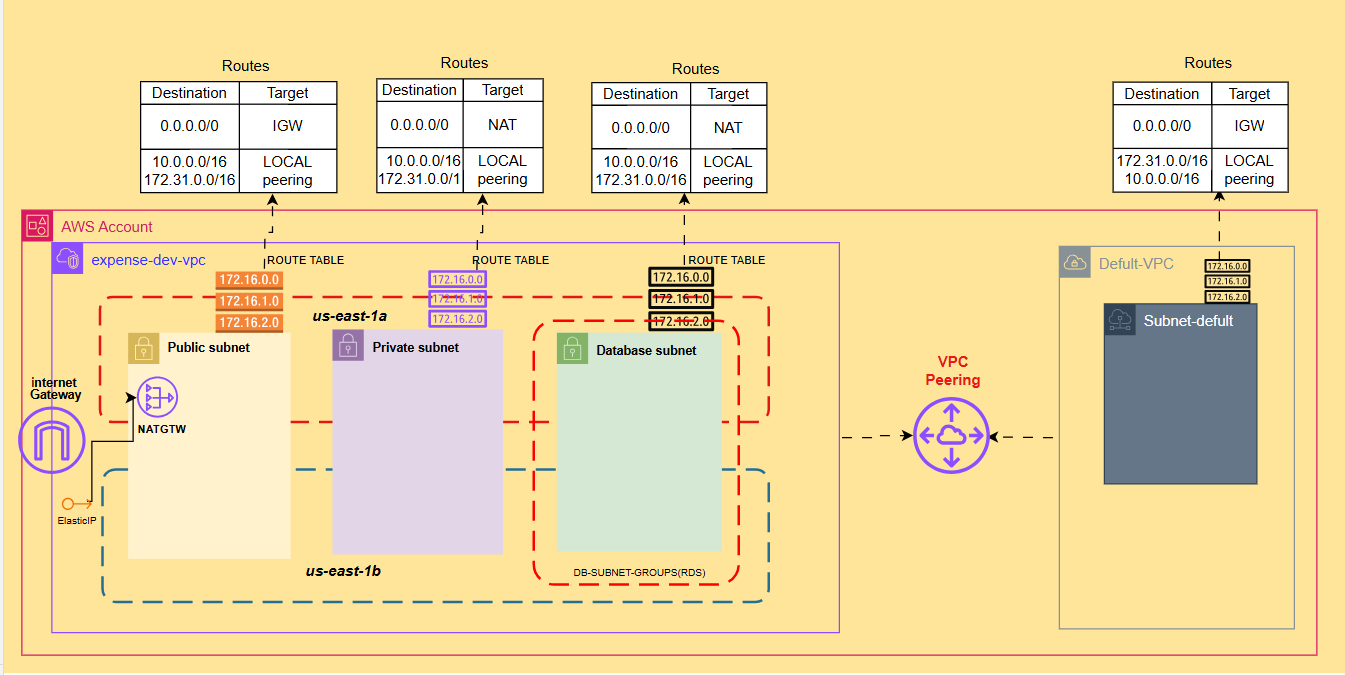 Routes
Destination Target
0.0.0.0/0 IGW
10.0.0.0/16 LOCAL
172.31.0.0/16 peering
Routes
Destination Target
0.0.0.0/0 NAT
10.0.0.0/16 LOCAL
172.31.0.0/1 peering
Routes
Destination Target
0.0.0.0/0 NAT
10.0.0.0/16 LOCAL
172.31.0.0/16 peering
Routes
Destination Target
0.0.0.0/0 IGW
172.31.0.0/16 LOCAL
10.0.0.0/16 peering
AWS Account
expense-dev-vpc
ROUTE TABLE
172.16.0.0
172.16.1.0
172.16.2.0
ROUTE TABLE
172.16.0.0
172.16.1.0
172.16.2.0
ROUTE TABLE
172.16.0.0
172.16.1.0
172.16.2.0
us-east-1a
Public subnet
Private subnet
Database subnet
internet
Gateway
NATGTW
ElasticIP
us-east-1b
DB-SUBNET-GROUPS(RDS)
VPC
Peering
Defult-VPC
172.16.0.0
172.16.1.0
172.16.2.0
Subnet-defult